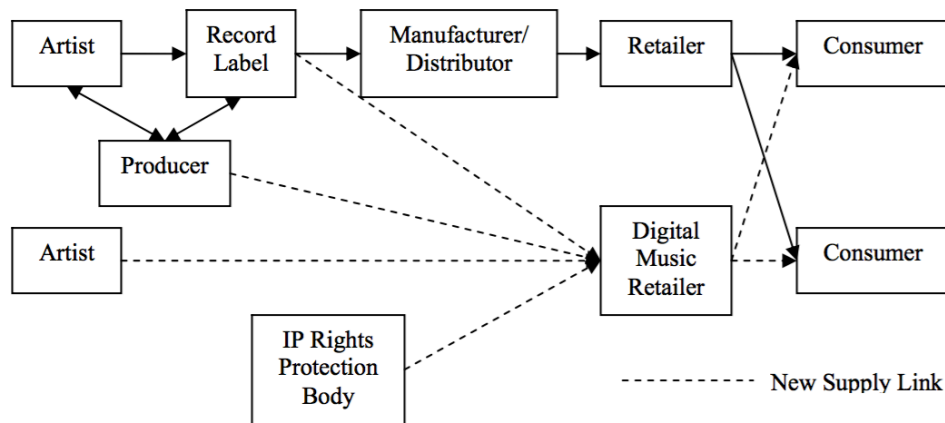 Artist
Record
Label
Manufacturer/
Distributor
Retailer
Consumer
Producer
Artist
Digital
Music
Retailer
Consumer
IP Rights
Protection
Body
New Supply Link